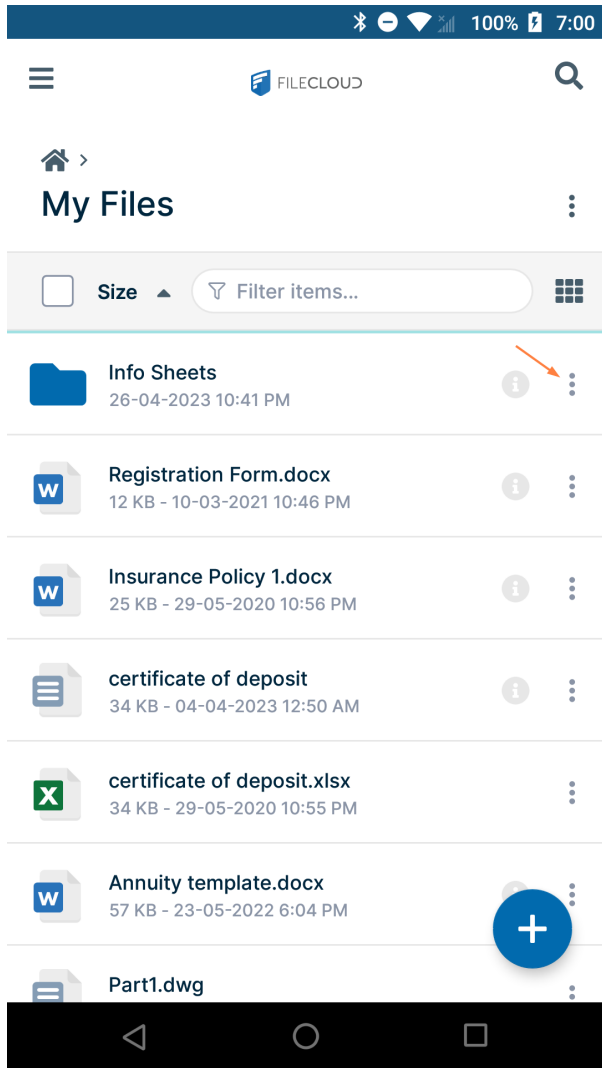 100% 7:00
FILECLOUD
My Files
Size Filter items...
Info Sheets
26-04-2023 10:41 PM
Registration Form.docx
12 KB - 10-03-2021 10:46 PM
Insurance Policy 1.docx
25 KB - 29-05-2020 10:56 PM
certificate of deposit
34 KB - 04-04-2023 12:50 AM
certificate of deposit.xlsx
34 KB - 29-05-2020 10:55 PM
Annuity template.docx
57 KB - 23-05-2022 6:04 PM
Part1.dwg